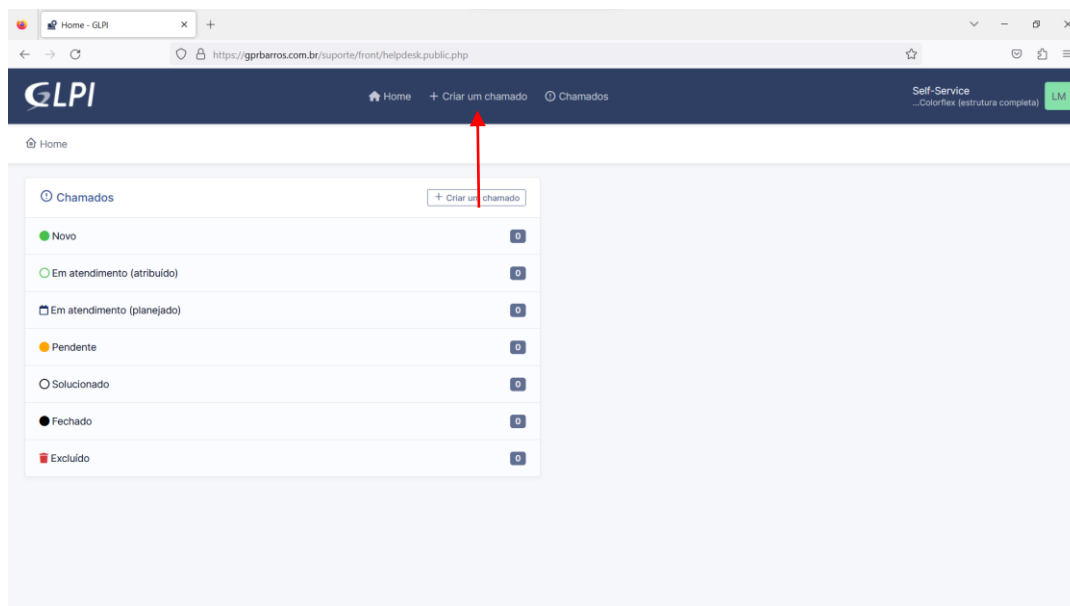 Home - GLPI
https://gprbarros.com.br/suporte/front/helpdesk.public.php
GLPI
Home + Criar um chamado Chamados
Self-Service
...Colorflex (estrutura completa)
LM
Home
Chamados
+ Criar um chamado
Novo 0
Em atendimento (atribuído) 0
Em atendimento (planejado) 0
Pendente 0
Solucionado 0
Fechado 0
Excluído 0